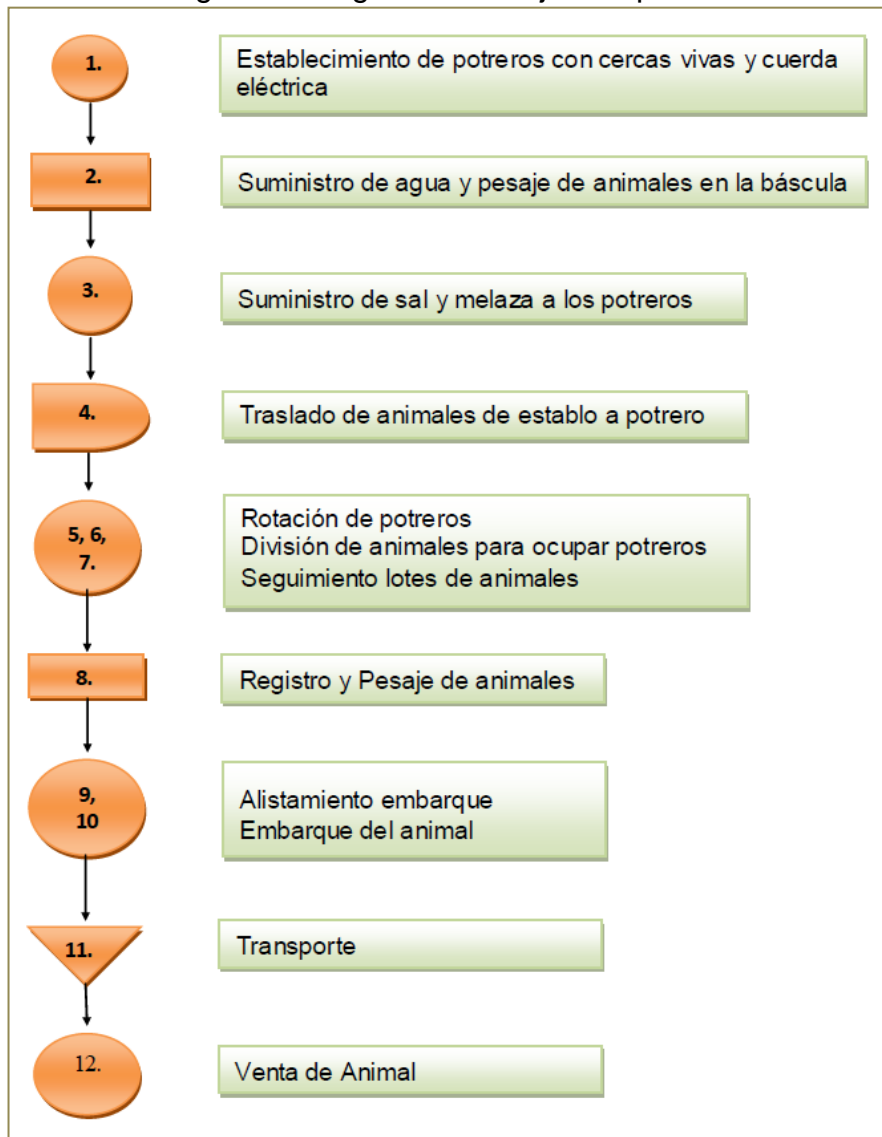 1.
Establecimiento de potreros con cercas vivas y cuerda
eléctrica
2.
Suministro de agua y pesaje de animales en la báscula
3.
Suministro de sal y melaza a los potreros
4.
Traslado de animales de establo a potrero
5, 6,
7.
Rotación de potreros
División de animales para ocupar potreros
Seguimiento lotes de animales
8.
Registro y Pesaje de animales
9,
10
Alistamiento embarque
Embarque del animal
11.
Transporte
12.
Venta de Animal